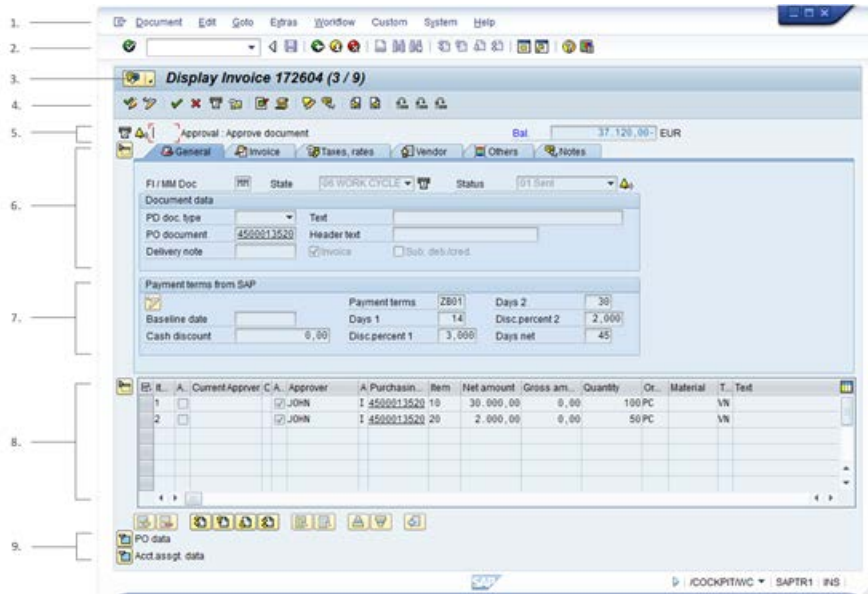 1. Document Edit Goto Extras Workflow Custom System Help
2.
3. Display Invoice 172604 (3 / 9)
4.
5. Approval : Approve document Bal. 37.120,00- EUR
General Invoice Taxes, rates Vendor Others Notes
FI / MM Doc MM State 06 WORK CYCLE Status 01 Sent
6. Document data
PD doc. type Text
PO document 4500013520 Header text
Delivery note Invoice Sub. deb./cred.
7. Payment terms from SAP
Payment terms ZB01 Days 2 30
Baseline date Days 1 14 Disc.percent 2 2,000
Cash discount 0,00 Disc.percent 1 3,000 Days net 45
8. It.. A.. Current Apprver C A.. Approver A Purchasin.. Item Net amount Gross am... Quantity Or... Material T... Text
1 JOHN I 4500013520 10 30.000,00 0,00 100 PC VN
2 JOHN I 4500013520 20 2.000,00 0,00 50 PC VN
9. PO data
Acct.assgt. data
SAP /COCKPIT/WC SAPTR1 INS